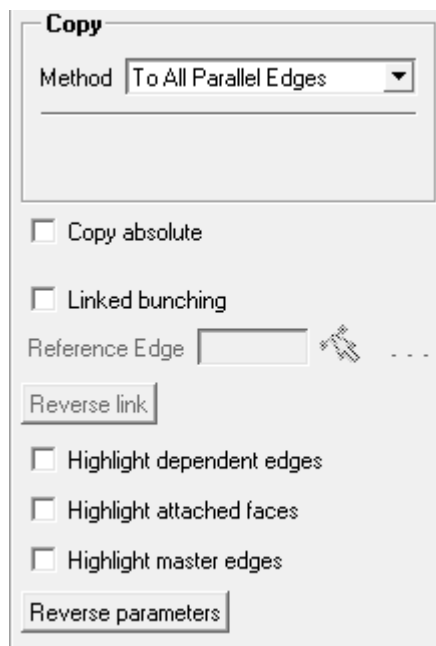 Copy
Method To All Parallel Edges
Copy absolute
Linked bunching
Reference Edge ...
Reverse link
Highlight dependent edges
Highlight attached faces
Highlight master edges
Reverse parameters